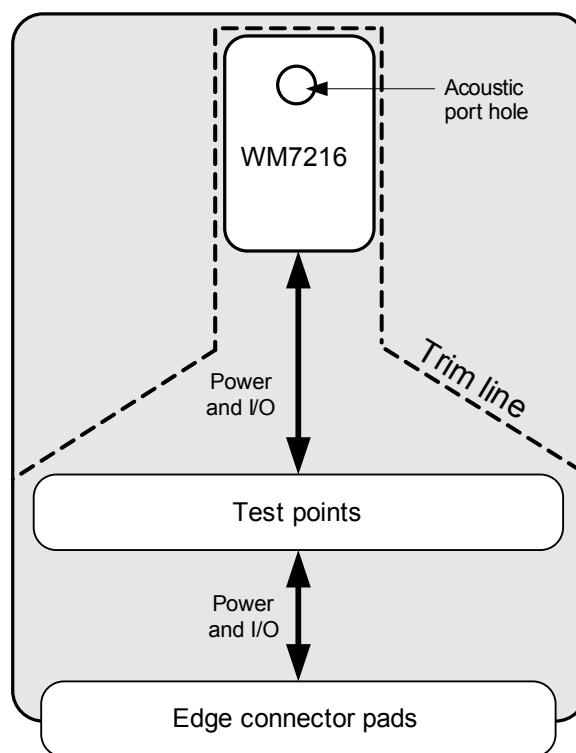 Acoustic
port hole
WM7216
Trim line
Power
and I/O
Test points
Power
and I/O
Edge connector pads